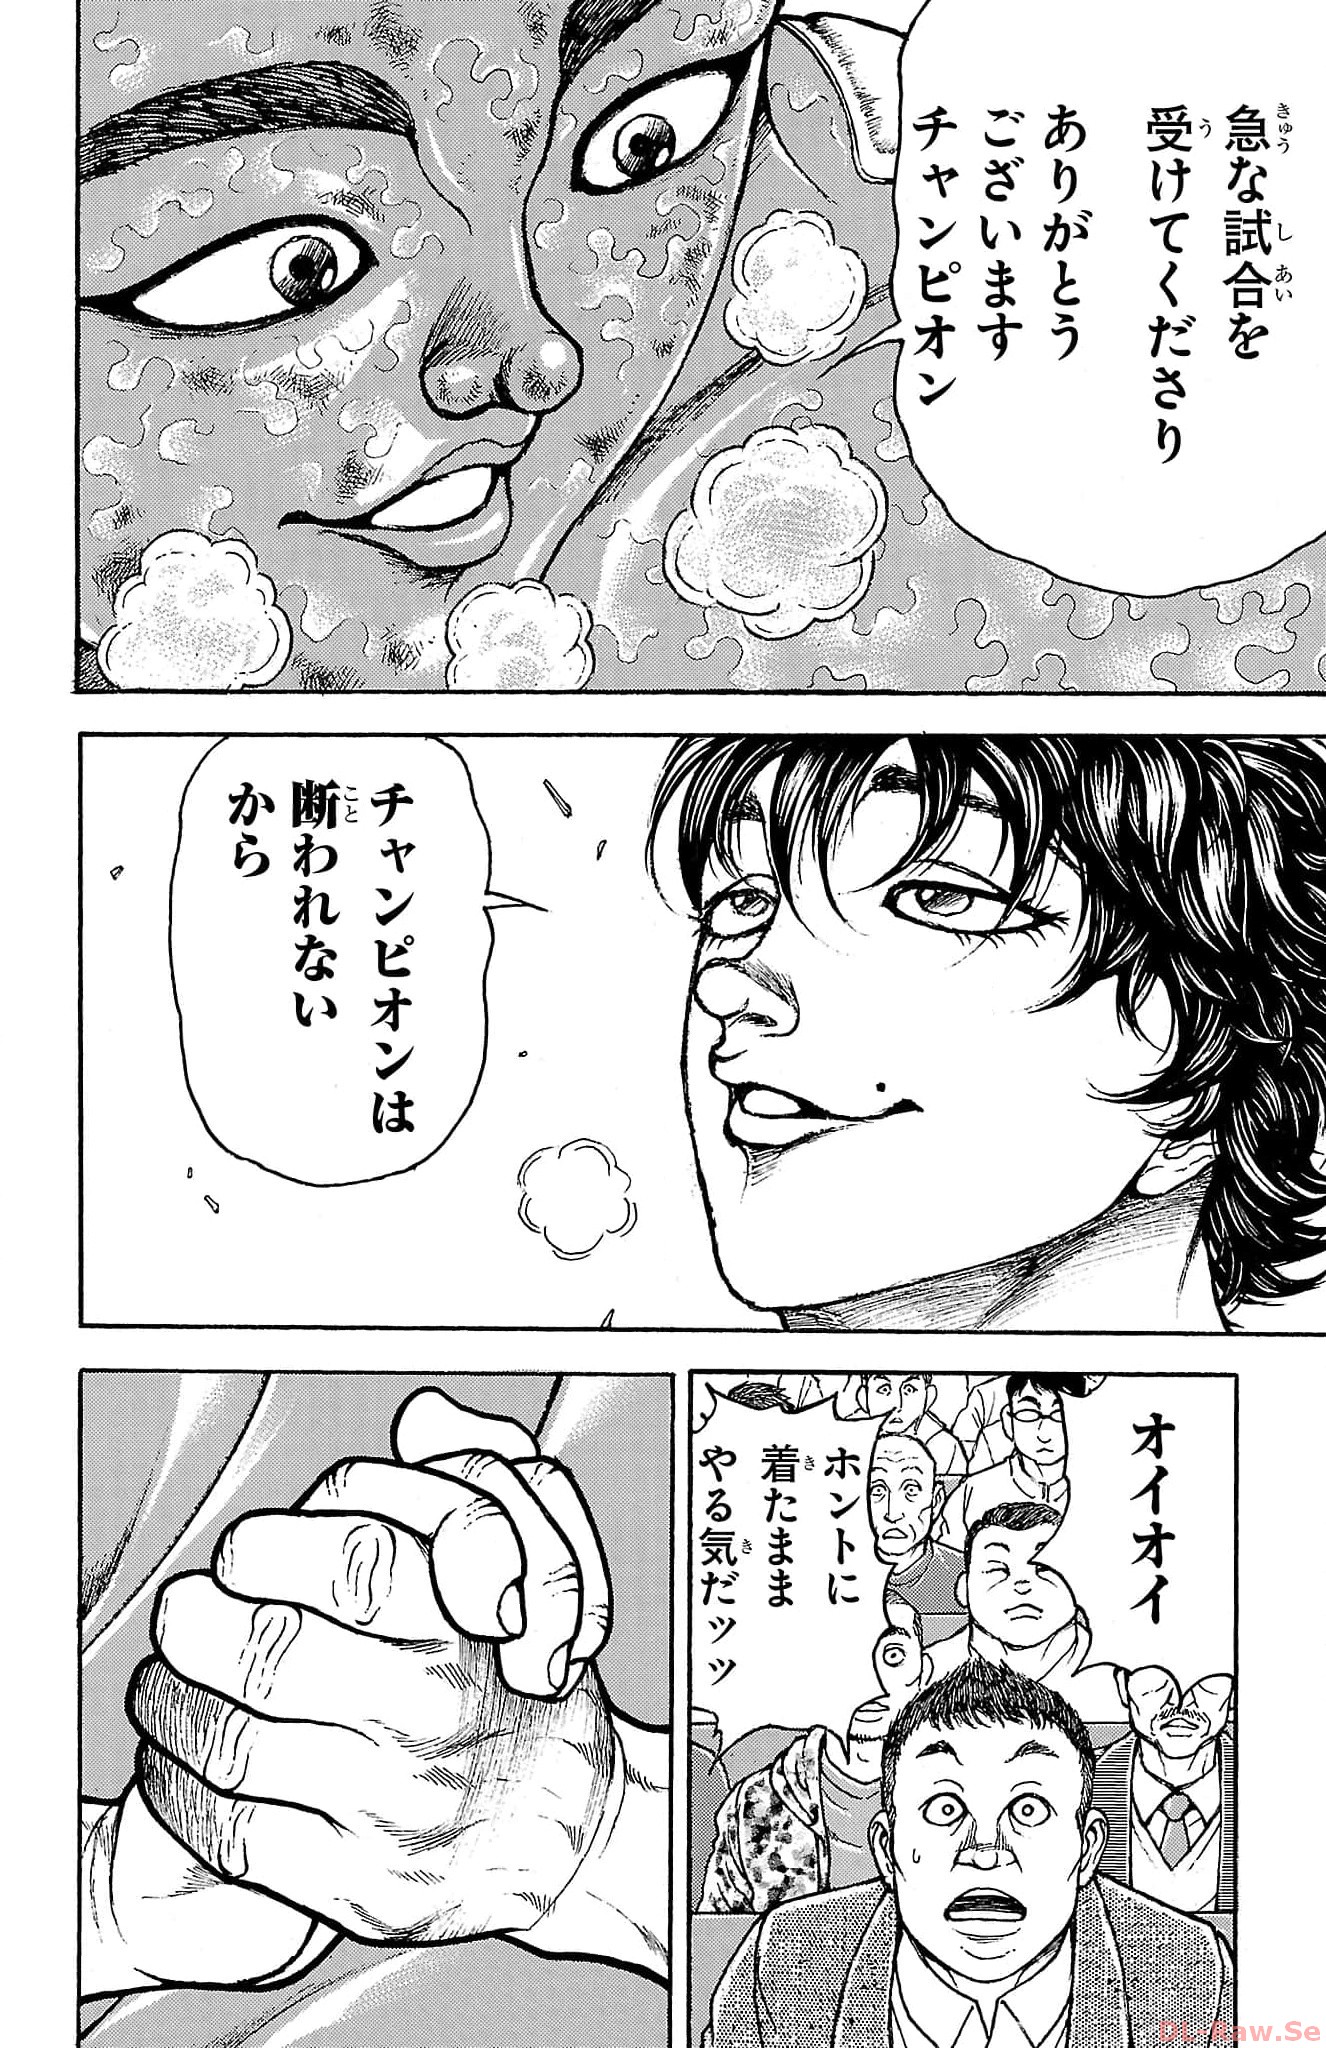 急な試合を
受けてくださり
ありがとう
ございます
チャンピオン
チャンピオンは
断われない
から
オイオイ
ホントに
着たまま
やる気だッッ
DL-Raw.Se